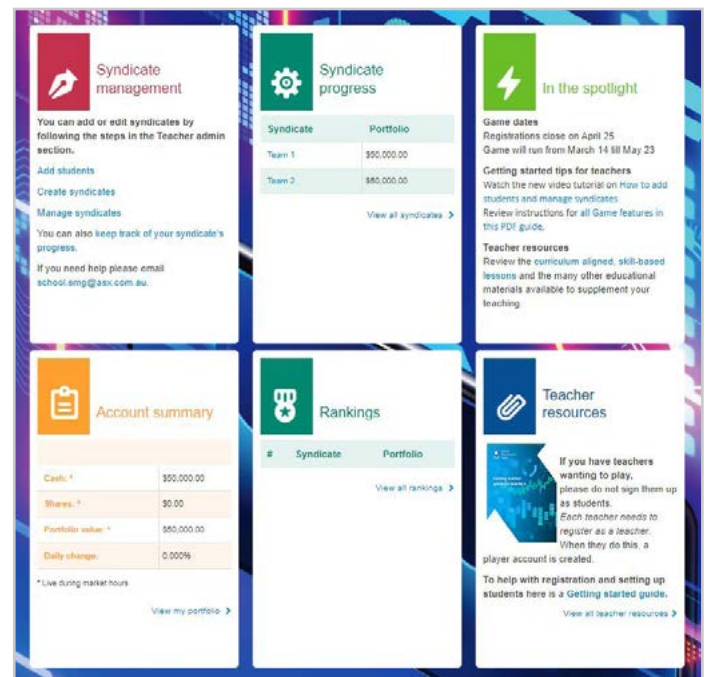 Syndicate
management
You can add or edit syndicates by
following the steps in the Teacher admin
section.
Add students
Create syndicates
Manage syndicates
You can also keep track of your syndicate's
progress.
If you need help please email
school.smg@asx.com.au.
Syndicate
progress
Syndicate Portfolio
Team 1 $50,000.00
Team 2 $50,000.00
View all syndicates
In the spotlight
Game dates
Registrations close on April 25
Game will run from March 14 till May 23
Getting started tips for teachers
Watch the new video tutorial on How to add
students and manage syndicates
Review instructions for all Game features in
this PDF guide.
Teacher resources
Review the curriculum aligned, skill-based
lessons and the many other educational
materials available to supplement your
teaching.
Account summary
Cash: * $50,000.00
Shares: * $0.00
Portfolio value: * $50,000.00
Daily change: 0.000%
* Live during market hours
View my portfolio
Rankings
# Syndicate Portfolio
View all rankings
Teacher
resources
If you have teachers
wanting to play,
please do not sign them up
as students.
Each teacher needs to
register as a teacher.
When they do this, a
player account is created.
To help with registration and setting up
students here is a Getting started guide.
View all teacher resources